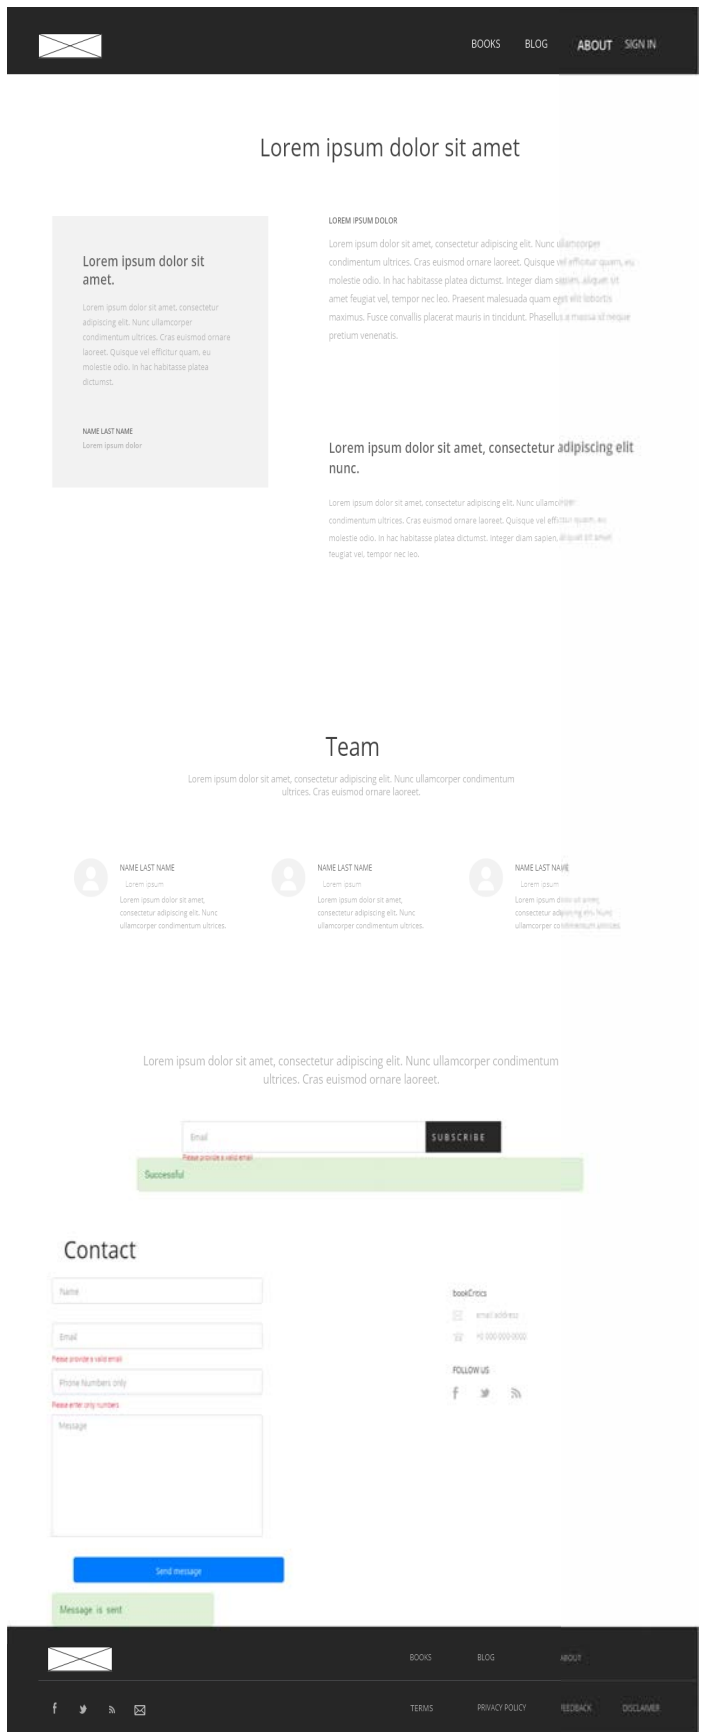 BOOKS BLOG ABOUT SIGN IN
Lorem ipsum dolor sit amet
Lorem ipsum dolor sit
amet.
Lorem ipsum dolor sit amet, consectetur
adipiscing elit. Nunc ullamcorper
condimentum ultrices. Cras euismod ornare
laoreet. Quisque vel efficitur quam, eu
molestie odio. In hac habitasse platea
dictumst.
NAME LAST NAME
Lorem ipsum dolor
LOREM IPSUM DOLOR
Lorem ipsum dolor sit amet, consectetur adipiscing elit. Nunc ullamcorper
condimentum ultrices. Cras euismod ornare laoreet. Quisque vel efficitur quam, eu
molestie odio. In hac habitasse platea dictumst. Integer diam sapien, aliquet sit
amet feugiat vel, tempor nec leo. Praesent malesuada quam eget elit lobortis
maximus. Fusce convallis placerat mauris in tincidunt. Phasellus a massa id neque
pretium venenatis.
Lorem ipsum dolor sit amet, consectetur adipiscing elit
nunc.
Lorem ipsum dolor sit amet, consectetur adipiscing elit. Nunc ullamcorper
condimentum ultrices. Cras euismod ornare laoreet. Quisque vel efficitur quam, eu
molestie odio. In hac habitasse platea dictumst. Integer diam sapien, aliquet sit amet
feugiat vel, tempor nec leo.
Team
Lorem ipsum dolor sit amet, consectetur adipiscing elit. Nunc ullamcorper condimentum
ultrices. Cras euismod ornare laoreet.
NAME LAST NAME
Lorem ipsum
Lorem ipsum dolor sit amet,
consectetur adipiscing elit. Nunc
ullamcorper condimentum ultrices.
NAME LAST NAME
Lorem ipsum
Lorem ipsum dolor sit amet,
consectetur adipiscing elit. Nunc
ullamcorper condimentum ultrices.
NAME LAST NAME
Lorem ipsum
Lorem ipsum dolor sit amet,
consectetur adipiscing elit. Nunc
ullamcorper condimentum ultrices.
Lorem ipsum dolor sit amet, consectetur adipiscing elit. Nunc ullamcorper condimentum
ultrices. Cras euismod ornare laoreet.
Email SUBSCRIBE
Please provide a valid email
Successful
Contact
Name
Email
Please provide a valid email
Phone Numbers only
Please enter only numbers
Message
Send message
Message is sent
bookCritics
email address
+1 000 000-0000
FOLLOW US
BOOKS BLOG ABOUT
TERMS PRIVACY POLICY FEEDBACK DISCLAIMER